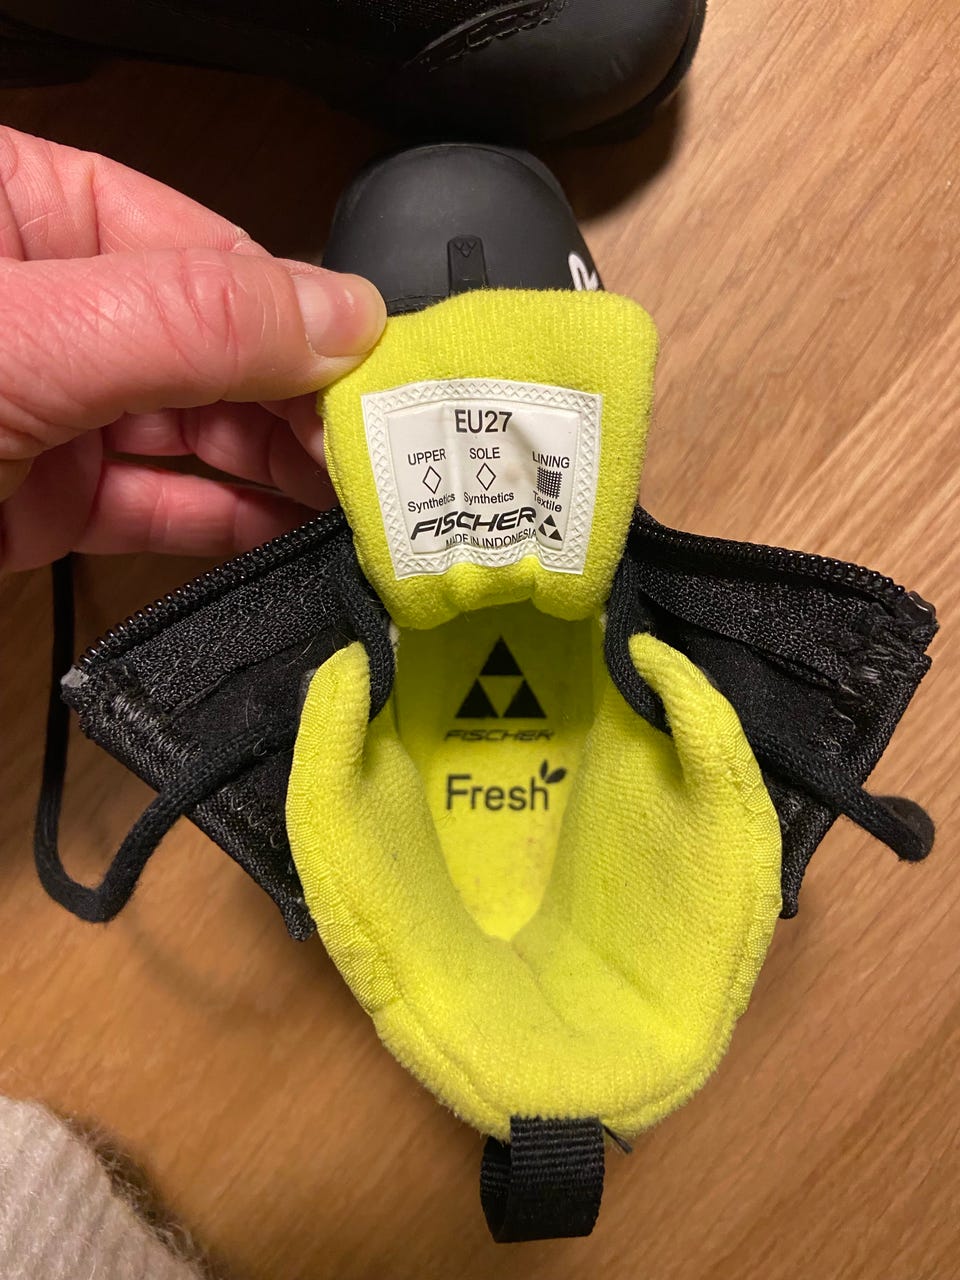 EU27
UPPER SOLE LINING
Synthetics Synthetics Textile
FISCHER
MADE IN INDONESIA
FISCHER
Fresh